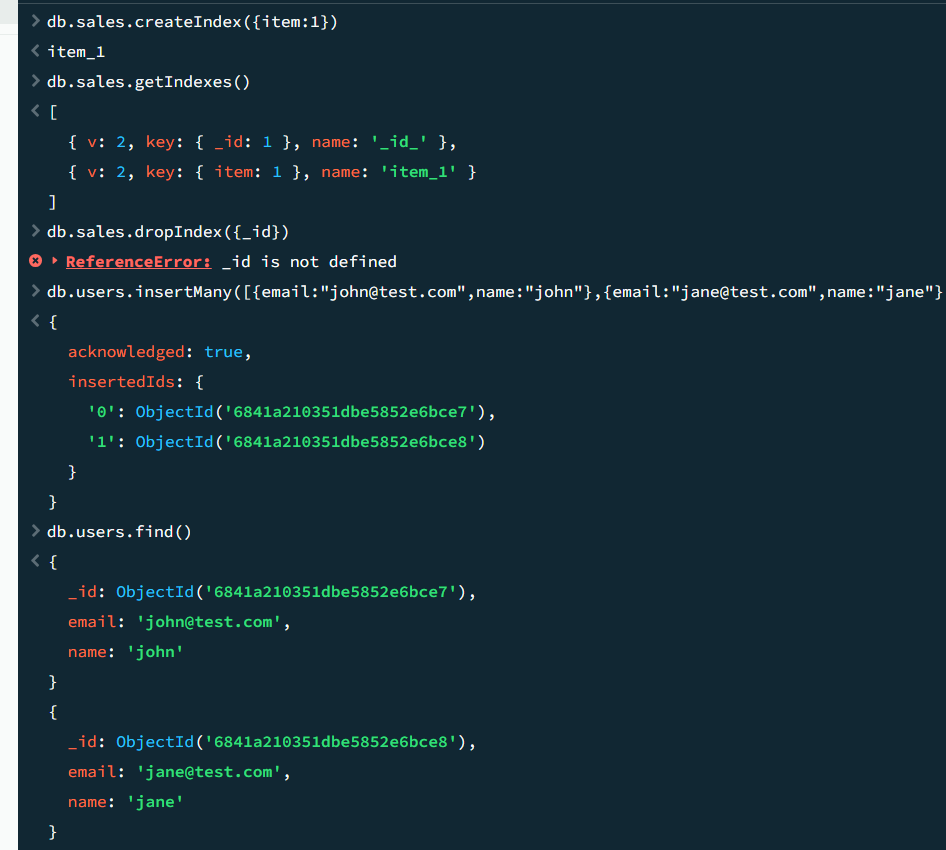 db.sales.createIndex({item:1})
item_1
db.sales.getIndexes()
[
{ v: 2, key: { _id: 1 }, name: '_id_' },
{ v: 2, key: { item: 1 }, name: 'item_1' }
]
db.sales.dropIndex({_id})
ReferenceError: _id is not defined
db.users.insertMany([{email:"john@test.com",name:"john"},{email:"jane@test.com",name:"jane"}
{
acknowledged: true,
insertedIds: {
'0': ObjectId('6841a210351dbe5852e6bce7'),
'1': ObjectId('6841a210351dbe5852e6bce8')
}
}
db.users.find()
{
_id: ObjectId('6841a210351dbe5852e6bce7'),
email: 'john@test.com',
name: 'john'
}
{
_id: ObjectId('6841a210351dbe5852e6bce8'),
email: 'jane@test.com',
name: 'jane'
}